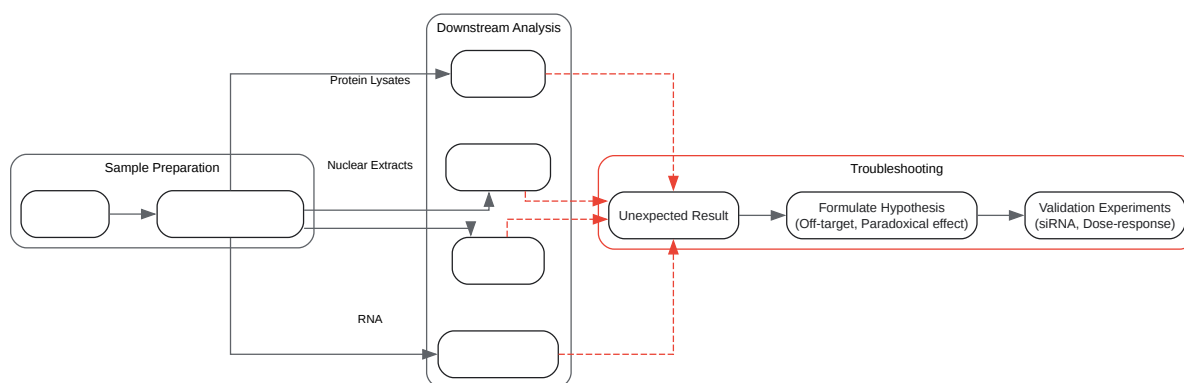 Downstream Analysis
Protein Lysates
Sample Preparation
Nuclear Extracts
Troubleshooting
Unexpected Result
Formulate Hypothesis
(Off-target, Paradoxical effect)
Validation Experiments
(siRNA, Dose-response)
RNA